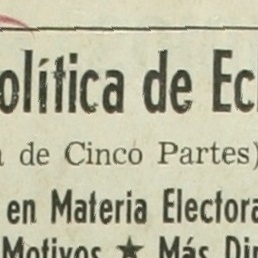 olítica de Ec
a de Cinco Partes)
en Materia Electora
Motivos ★ Más Di